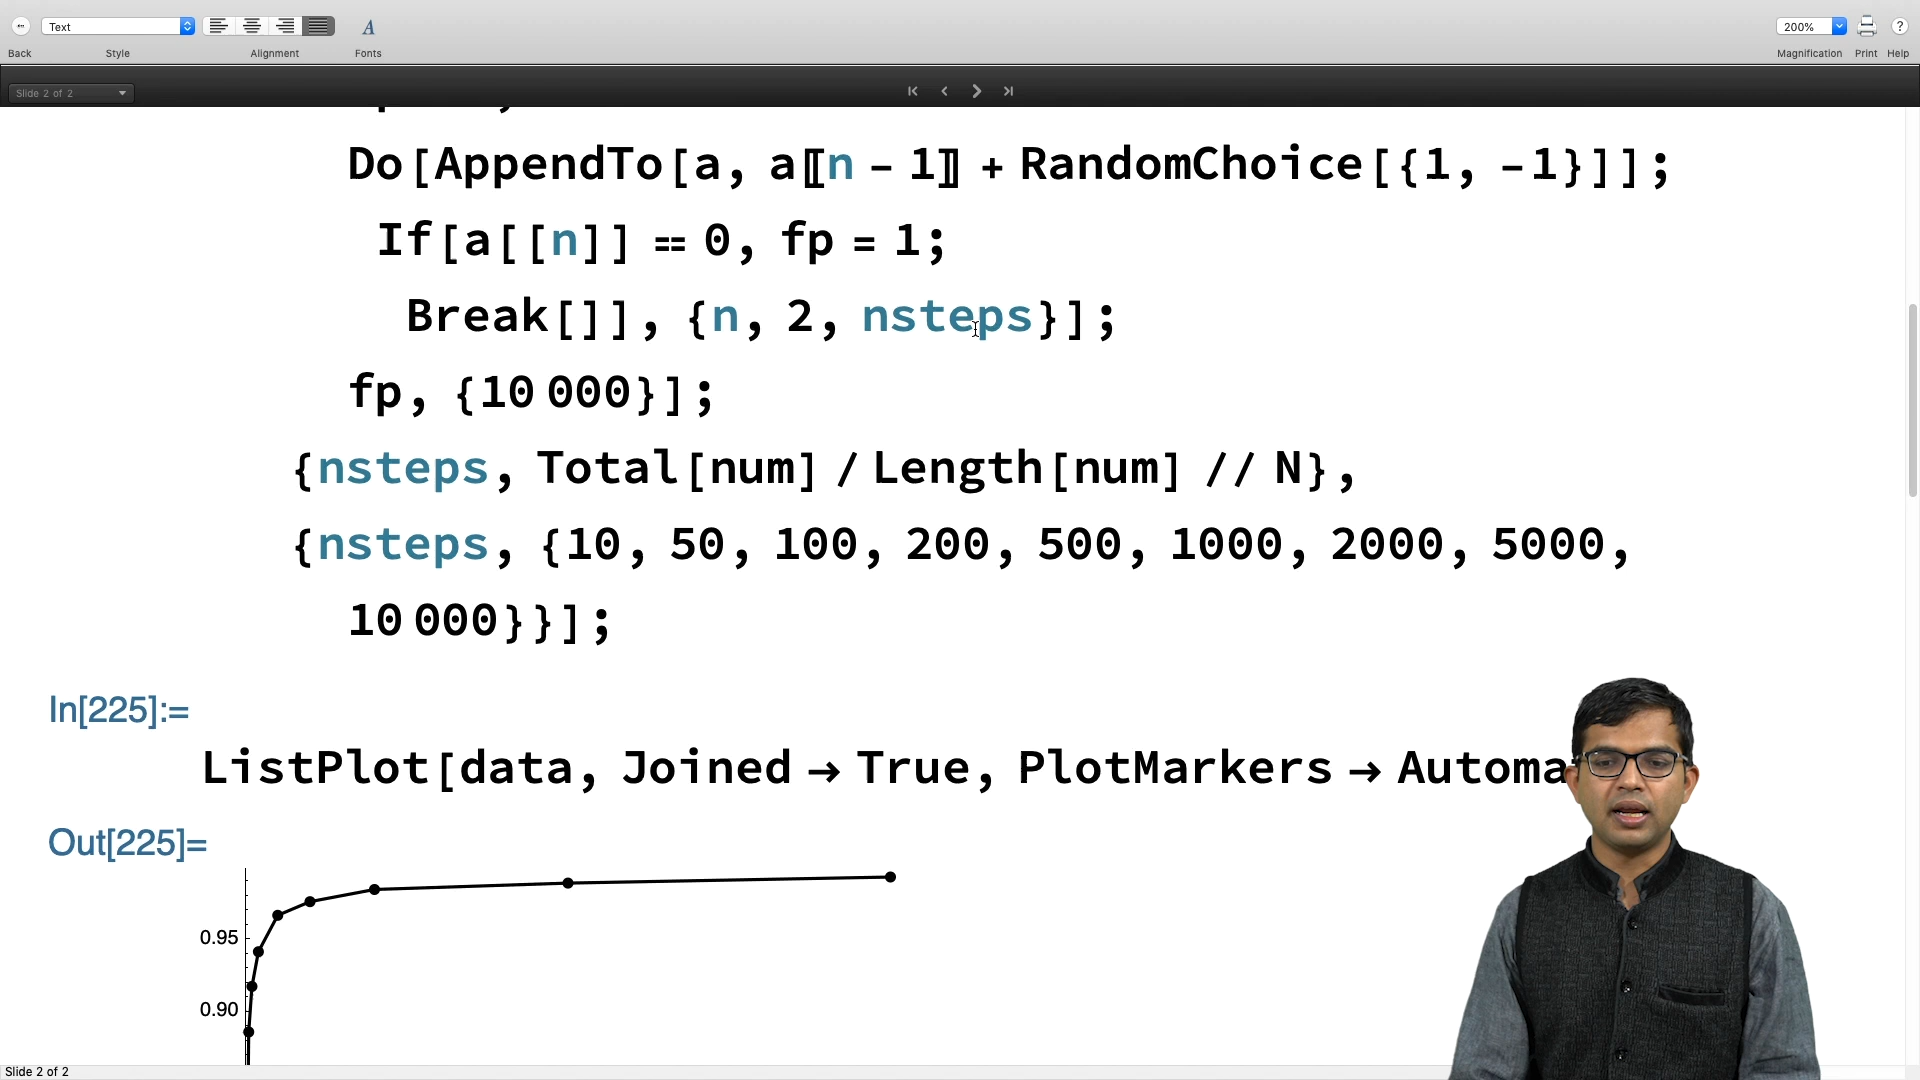 Text
200%
Back
Style
Alignment
Fonts
Magnification
Print
Help
Slide 2 of 2
Do[AppendTo[a, a[[n - 1]] + RandomChoice[{1, -1}]];
If[a[[n]] == 0, fp = 1;
Break[]], {n, 2, nsteps}];
fp, {10 000}];
{nsteps, Total[num] / Length[num] // N},
{nsteps, {10, 50, 100, 200, 500, 1000, 2000, 5000,
10 000}}];
In[225]:=
ListPlot[data, Joined → True, PlotMarkers → Automa
Out[225]=
0.95
0.90
Slide 2 of 2